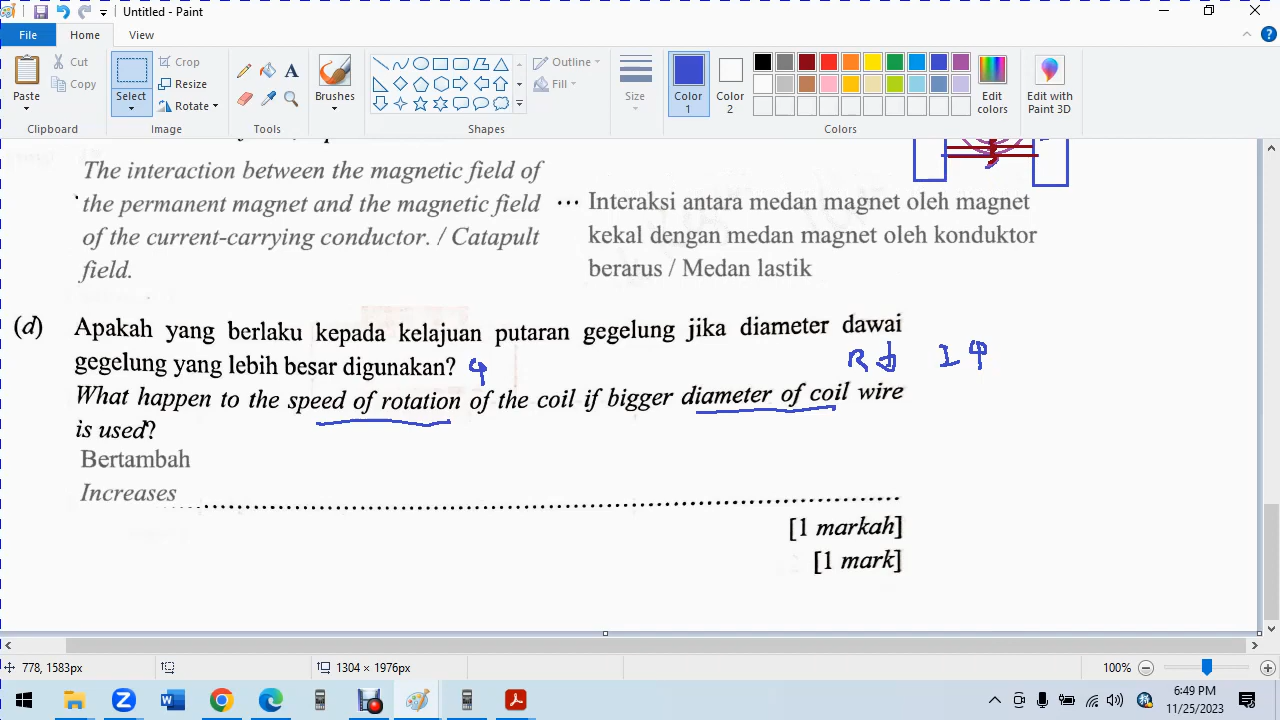 Untitled - Paint
File
Home
View
Paste
Cut
Copy
Clipboard
Select
Crop
Resize
Rotate
Image
Tools
Brushes
Outline
Fill
Shapes
Size
Color 1
Color 2
Edit colors
Edit with Paint 3D
Colors
The interaction between the magnetic field of
the permanent magnet and the magnetic field
of the current-carrying conductor. / Catapult
field.
... Interaksi antara medan magnet oleh magnet
kekal dengan medan magnet oleh konduktor
berarus / Medan lastik
(d) Apakah yang berlaku kepada kelajuan putaran gegelung jika diameter dawai
gegelung yang lebih besar digunakan?
R↓ I↑
What happen to the speed of rotation of the coil if bigger diameter of coil wire
is used?
Bertambah
Increases
[1 markah]
[1 mark]
778, 1583px
1304 × 1976px
100%
6:49 PM
11/25/2023